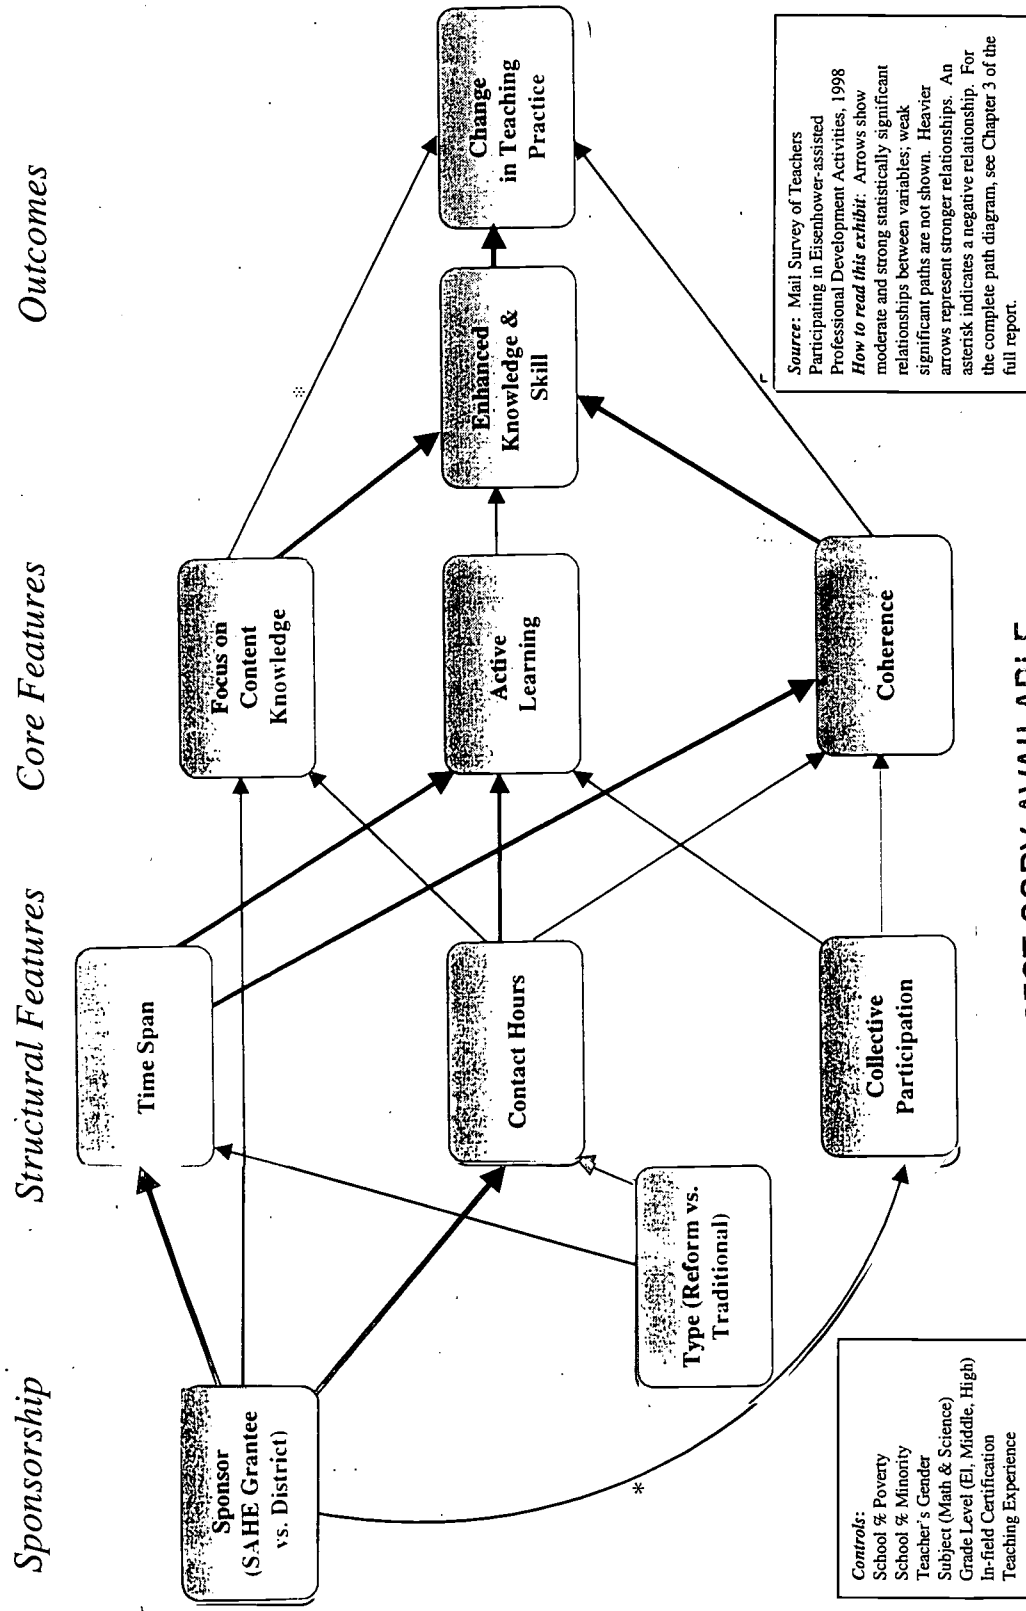 Sponsorship
Structural Features
Core Features
Outcomes
Sponsor
(SAHE Grantee
vs. District)
Time Span
Focus on
Content
Knowledge
*
Type (Reform vs.
Traditional)
Contact Hours
Active
Learning
Enhanced
Knowledge &
Skill
Change
in Teaching
Practice
*
Collective
Participation
Coherence
Controls:
School % Poverty
School % Minority
Teacher's Gender
Subject (Math & Science)
Grade Level (El, Middle, High)
In-field Certification
Teaching Experience
Source: Mail Survey of Teachers
Participating in Eisenhower-assisted
Professional Development Activities, 1998
How to read this exhibit: Arrows show
moderate and strong statistically significant
relationships between variables; weak
significant paths are not shown. Heavier
arrows represent stronger relationships. An
asterisk indicates a negative relationship. For
the complete path diagram, see Chapter 3 of the
full report.
COPY AVAILABLE